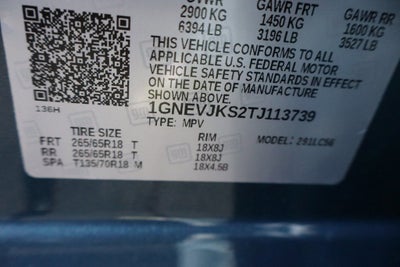 GVWR GAWR FRT GAWR RR
2900 KG 1450 KG 1600 KG
6394 LB 3196 LB 3527 LB
THIS VEHICLE CONFORMS TO ALL
APPLICABLE U.S. FEDERAL MOTOR
VEHICLE SAFETY STANDARDS
IN EFFECT ON THE
DATE OF MANUFACTURE
SHOWN ABOVE.
1GNEVJKS2TJ113739
136H
TYPE: MPV
TIRE SIZE RIM MODEL:
FRT 265/65R18 T 18X8J
RR 265/65R18 T 18X8J
SPA T135/70R18 M 18X4.5B